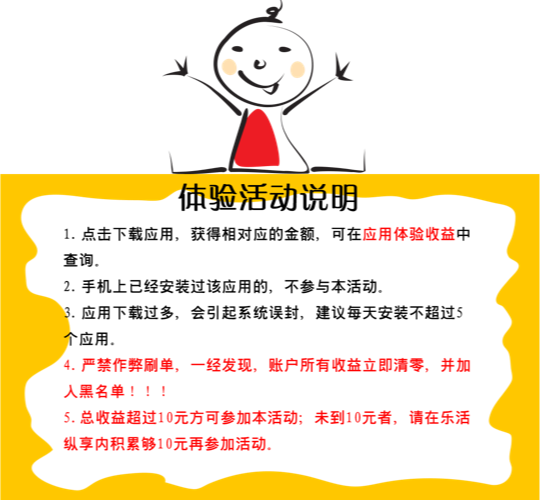 体验活动说明
1. 点击下载应用，获得相对应的金额，可在应用体验收益中
查询。
2. 手机上已经安装过该应用的，不参与本活动。
3. 应用下载过多，会引起系统误封，建议每天安装不超过5
个应用。
4. 严禁作弊刷单，一经发现，账户所有收益立即清零，并加
入黑名单！！！
5. 总收益超过10元方可参加本活动；未到10元者，请在乐活
纵享内积累够10元再参加活动。